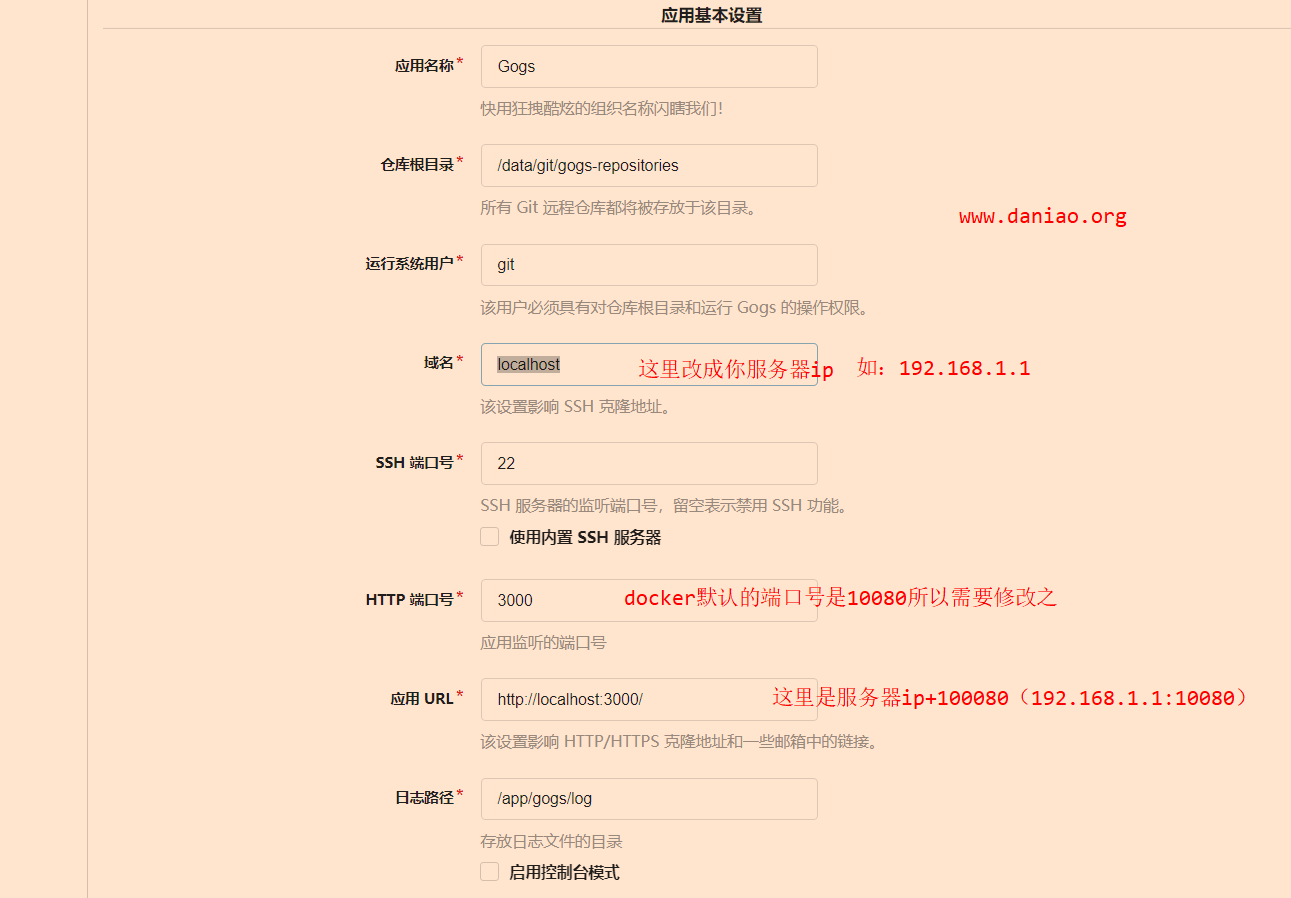 应用基本设置
应用名称*
Gogs
快用狂拽酷炫的组织名称闪瞎我们!
仓库根目录*
/data/git/gogs-repositories
所有 Git 远程仓库都将被存放于该目录。
www.daniao.org
运行系统用户*
git
该用户必须具有对仓库根目录和运行 Gogs 的操作权限。
域名*
localhost
这里改成你服务器ip 如：192.168.1.1
该设置影响 SSH 克隆地址。
SSH 端口号*
22
SSH 服务器的监听端口号，留空表示禁用 SSH 功能。
使用内置 SSH 服务器
HTTP 端口号*
3000
docker默认的端口号是10080所以需要修改之
应用监听的端口号
应用 URL*
http://localhost:3000/
这里是服务器ip+100080（192.168.1.1:10080）
该设置影响 HTTP/HTTPS 克隆地址和一些邮箱中的链接。
日志路径*
/app/gogs/log
存放日志文件的目录
启用控制台模式